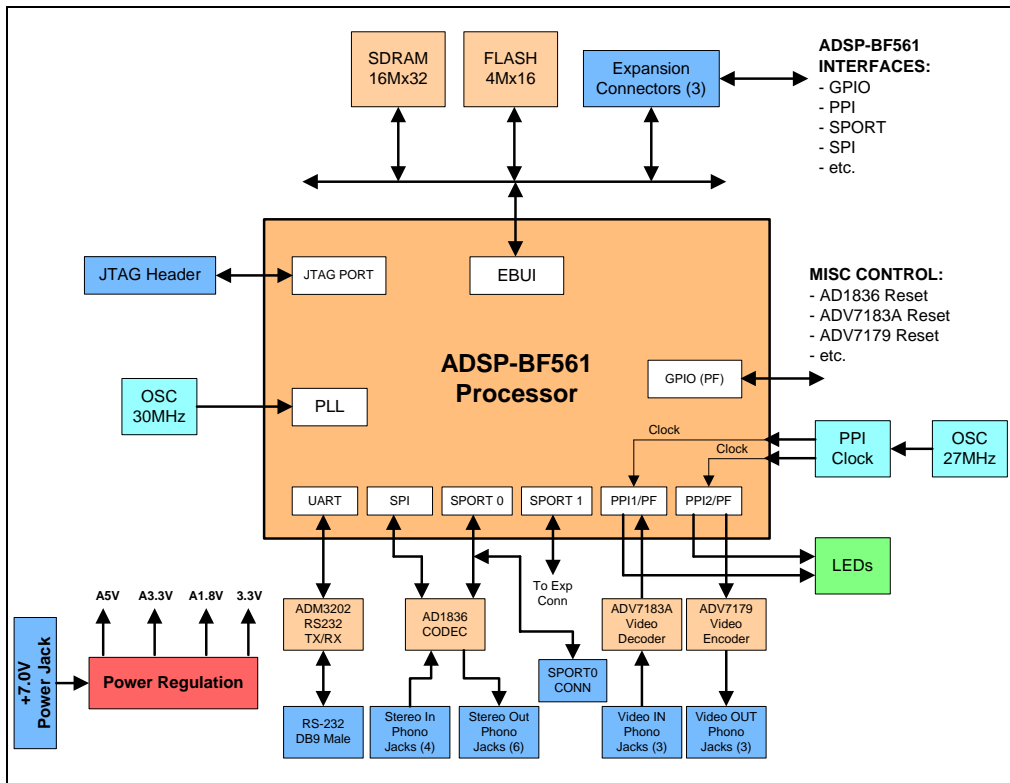 SDRAM
16Mx32
FLASH
4Mx16
Expansion
Connectors (3)
ADSP-BF561
INTERFACES:
- GPIO
- PPI
- SPORT
- SPI
- etc.
JTAG Header
JTAG PORT
EBUI
MISC CONTROL:
- AD1836 Reset
- ADV7183A Reset
- ADV7179 Reset
- etc.
ADSP-BF561
Processor
GPIO (PF)
OSC
30MHz
PLL
Clock
Clock
PPI
Clock
OSC
27MHz
UART
SPI
SPORT 0
SPORT 1
PPI1/PF
PPI2/PF
LEDs
To Exp
Conn
A5V
A3.3V
A1.8V
3.3V
ADM3202
RS232
TX/RX
AD1836
CODEC
ADV7183A
Video
Decoder
ADV7179
Video
Encoder
+7.0V
Power Jack
Power Regulation
SPORT0
CONN
RS-232
DB9 Male
Stereo In
Phono
Jacks (4)
Stereo Out
Phono
Jacks (6)
Video IN
Phono
Jacks (3)
Video OUT
Phono
Jacks (3)